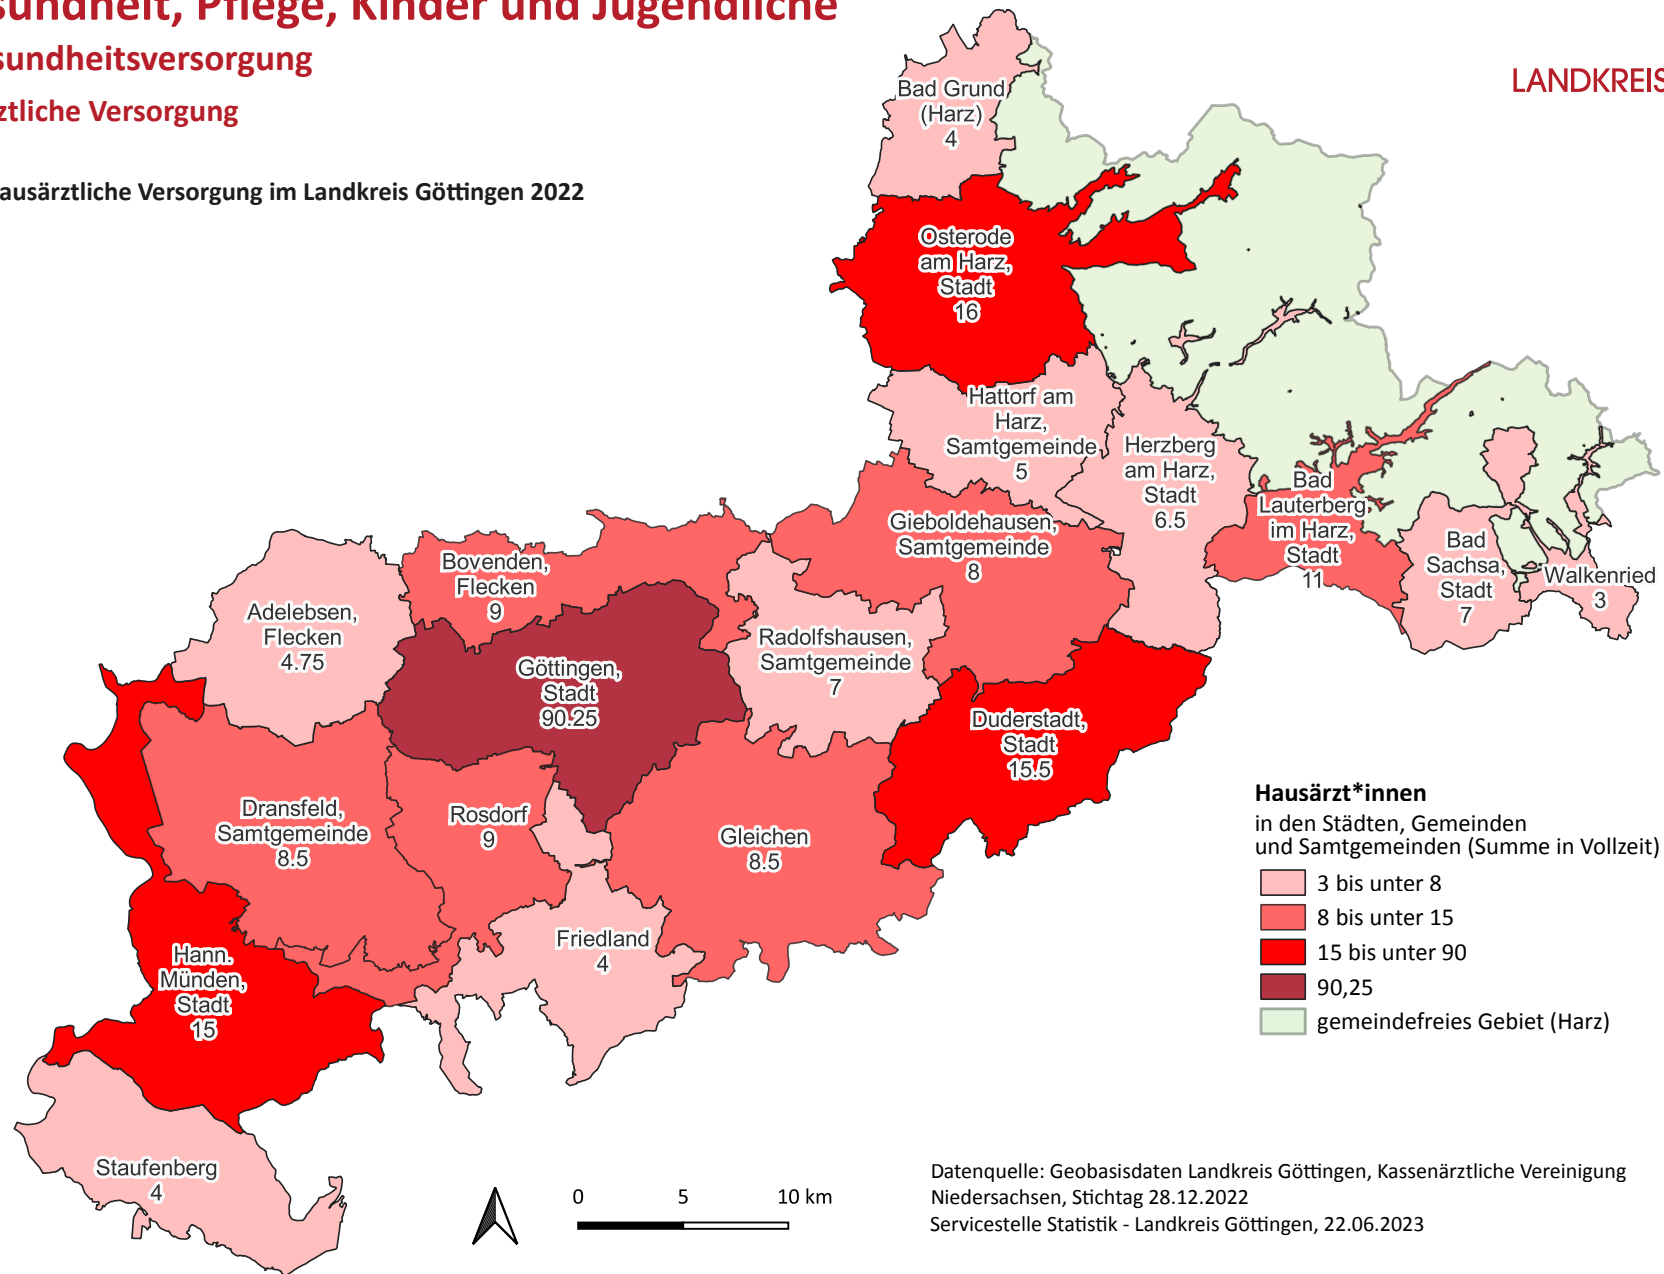 sundheit, Pflege, Kinder und Jugendliche
sundheitsversorgung
ztliche Versorgung
LANDKREIS
ausärztliche Versorgung im Landkreis Göttingen 2022
Bad Grund
(Harz)
4
Osterode
am Harz,
Stadt
16
Hattorf am
Harz,
Samtgemeinde
5
Herzberg
am Harz,
Stadt
6.5
Bad
Lauterberg
im Harz,
Stadt
11
Bad
Sachsa,
Stadt
7
Walkenried
3
Gieboldehausen,
Samtgemeinde
8
Bovenden,
Flecken
9
Adelebsen,
Flecken
4.75
Göttingen,
Stadt
90.25
Radolfshausen,
Samtgemeinde
7
Duderstadt,
Stadt
15.5
Dransfeld,
Samtgemeinde
8.5
Rosdorf
9
Gleichen
8.5
Friedland
4
Hann.
Münden,
Stadt
15
Staufenberg
4
Hausärzt*innen
in den Städten, Gemeinden
und Samtgemeinden (Summe in Vollzeit)
3 bis unter 8
8 bis unter 15
15 bis unter 90
90,25
gemeindefreies Gebiet (Harz)
0 5 10 km
Datenquelle: Geobasisdaten Landkreis Göttingen, Kassenärztliche Vereinigung
Niedersachsen, Stichtag 28.12.2022
Servicestelle Statistik - Landkreis Göttingen, 22.06.2023